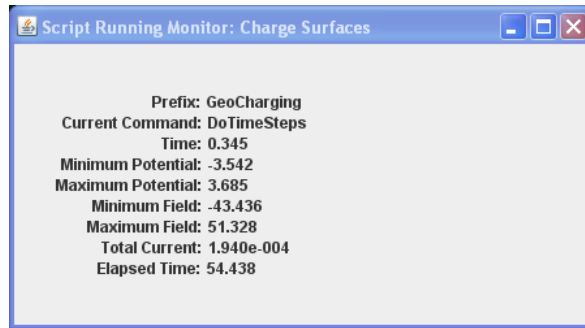 Script Running Monitor: Charge Surfaces
Prefix: GeoCharging
Current Command: DoTimeSteps
Time: 0.345
Minimum Potential: -3.542
Maximum Potential: 3.685
Minimum Field: -43.436
Maximum Field: 51.328
Total Current: 1.940e-004
Elapsed Time: 54.438